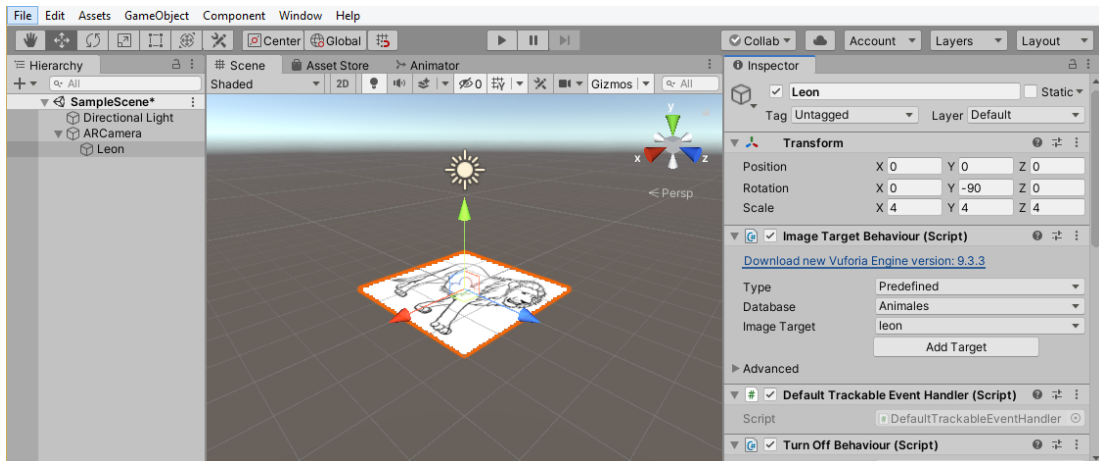 File Edit Assets GameObject Component Window Help
Center Global Collab Account Layers Layout
Hierarchy
All
SampleScene*
Directional Light
ARCamera
Leon
Scene Asset Store Animator
Shaded 2D 0 Gizmos All
y
x z
Persp
Inspector
Leon Static
Tag Untagged Layer Default
Transform
Position X 0 Y 0 Z 0
Rotation X 0 Y -90 Z 0
Scale X 4 Y 4 Z 4
Image Target Behaviour (Script)
Download new Vuforia Engine version: 9.3.3
Type Predefined
Database Animales
Image Target leon
Add Target
Advanced
Default Trackable Event Handler (Script)
Script DefaultTrackableEventHandler
Turn Off Behaviour (Script)